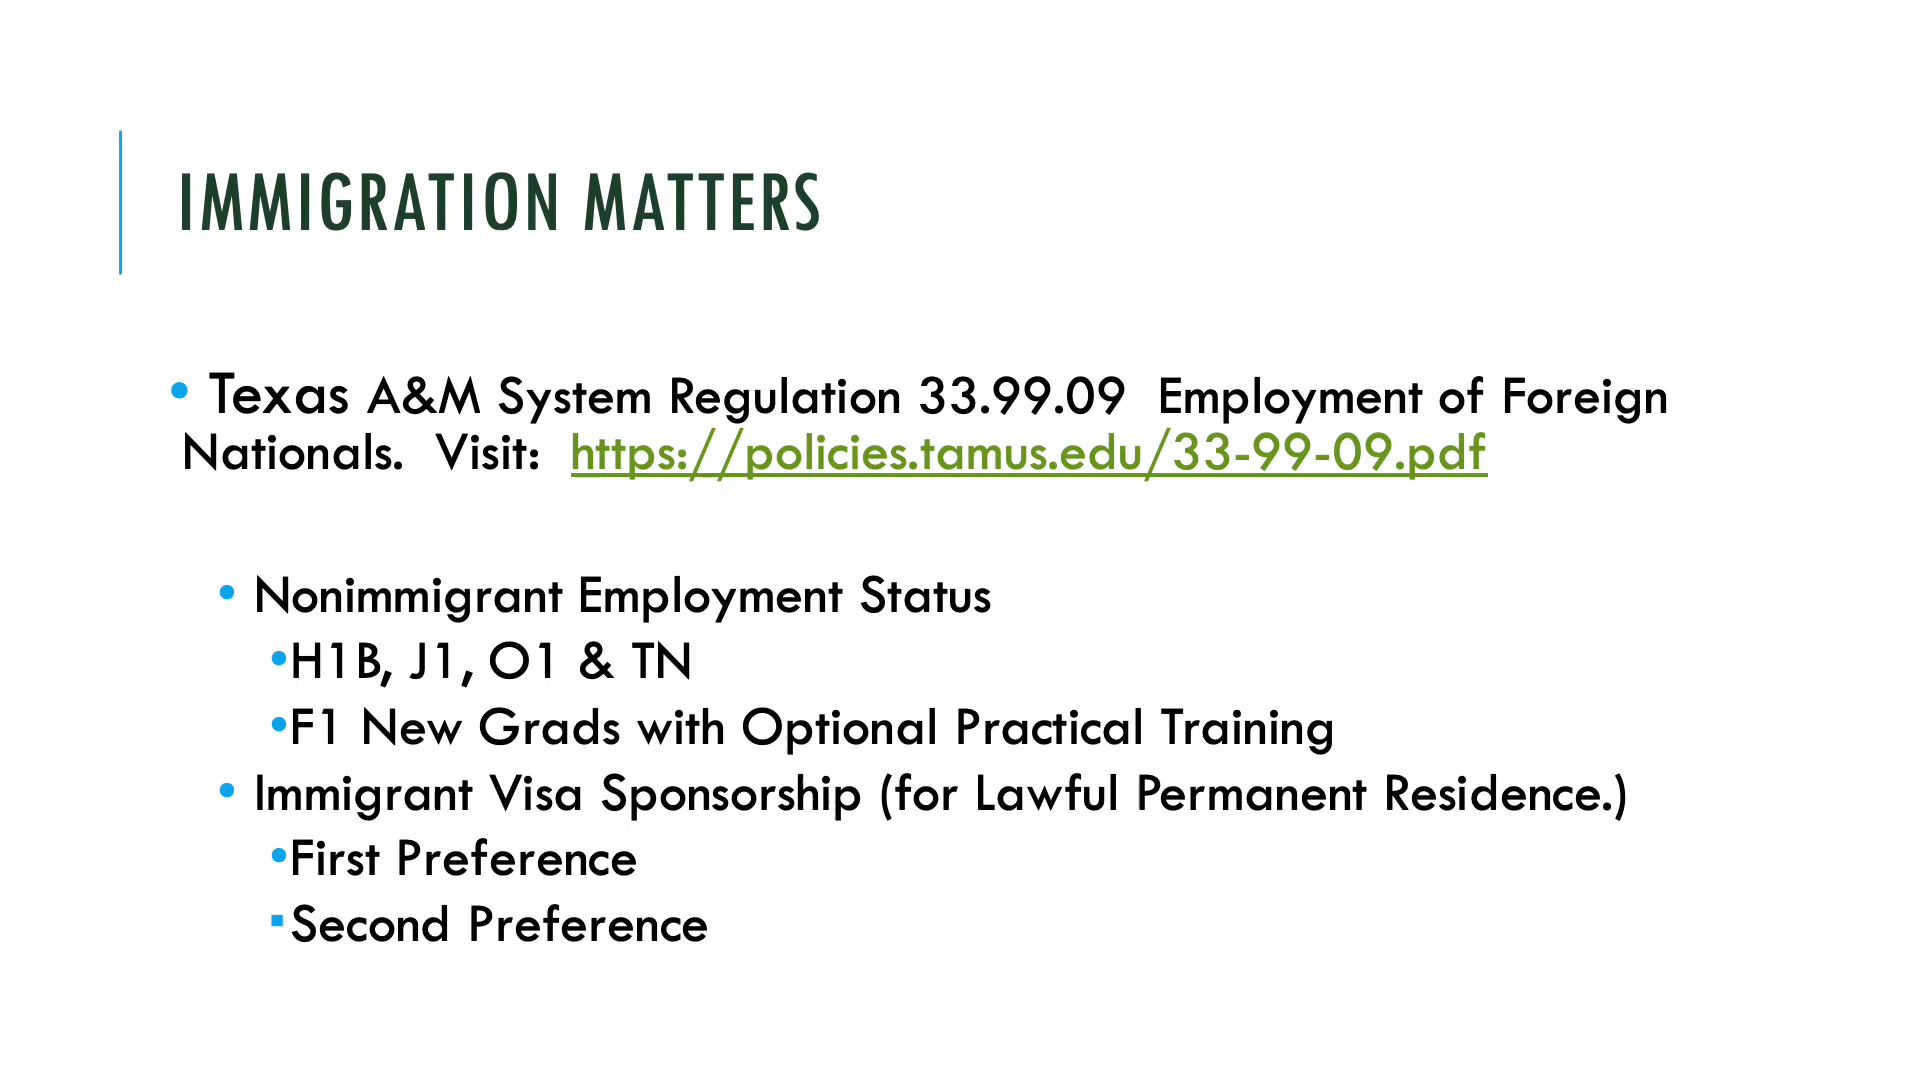 IMMIGRATION MATTERS
• Texas A&M System Regulation 33.99.09  Employment of Foreign
Nationals.  Visit:  https://policies.tamus.edu/33-99-09.pdf
• Nonimmigrant Employment Status
•H1B, J1, O1 & TN
•F1 New Grads with Optional Practical Training
• Immigrant Visa Sponsorship (for Lawful Permanent Residence.)
•First Preference
▪Second Preference